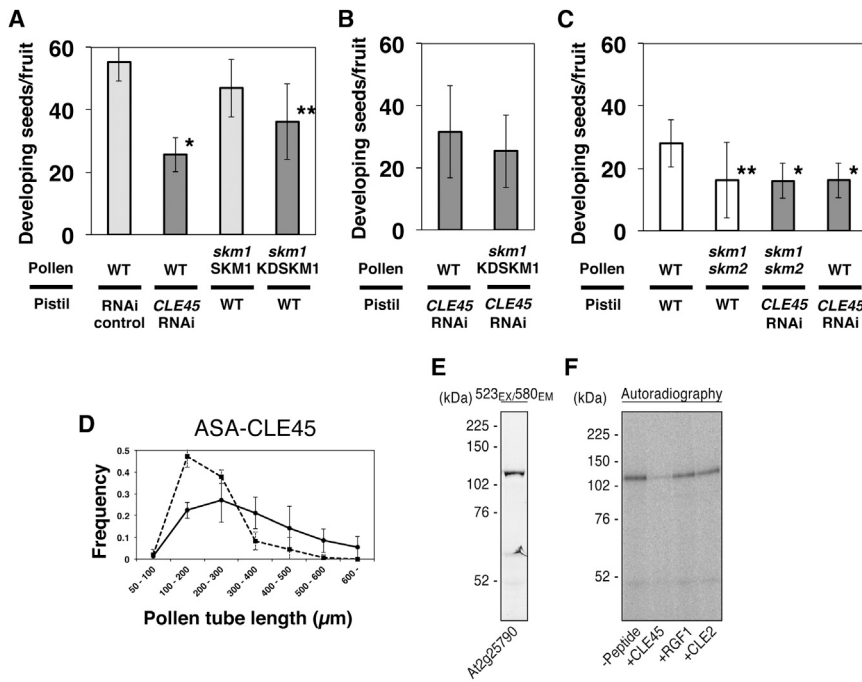 A
Developing seeds/fruit
60
40
20
0
*
**
Pollen WT WT skm1 SKM1 skm1 KDSKM1
Pistil RNAi control CLE45 RNAi WT WT
B
Developing seeds/fruit
60
40
20
0
Pollen WT skm1 KDSKM1
Pistil CLE45 RNAi CLE45 RNAi
C
Developing seeds/fruit
60
40
20
0
**
*
*
Pollen WT skm1 skm2 skm1 skm2 WT
Pistil WT WT CLE45 RNAi CLE45 RNAi
D
ASA-CLE45
Frequency
0.5
0.4
0.3
0.2
0.1
0
50 - 100
100 - 200
200 - 300
300 - 400
400 - 500
500 - 600
600 -
Pollen tube length (µm)
E
(kDa) 523EX/580EM
225 -
150 -
102 -
76 -
52 -
At2g25790
F
(kDa) Autoradiography
225 -
150 -
102 -
76 -
52 -
-Peptide
+CLE45
+RGF1
+CLE2